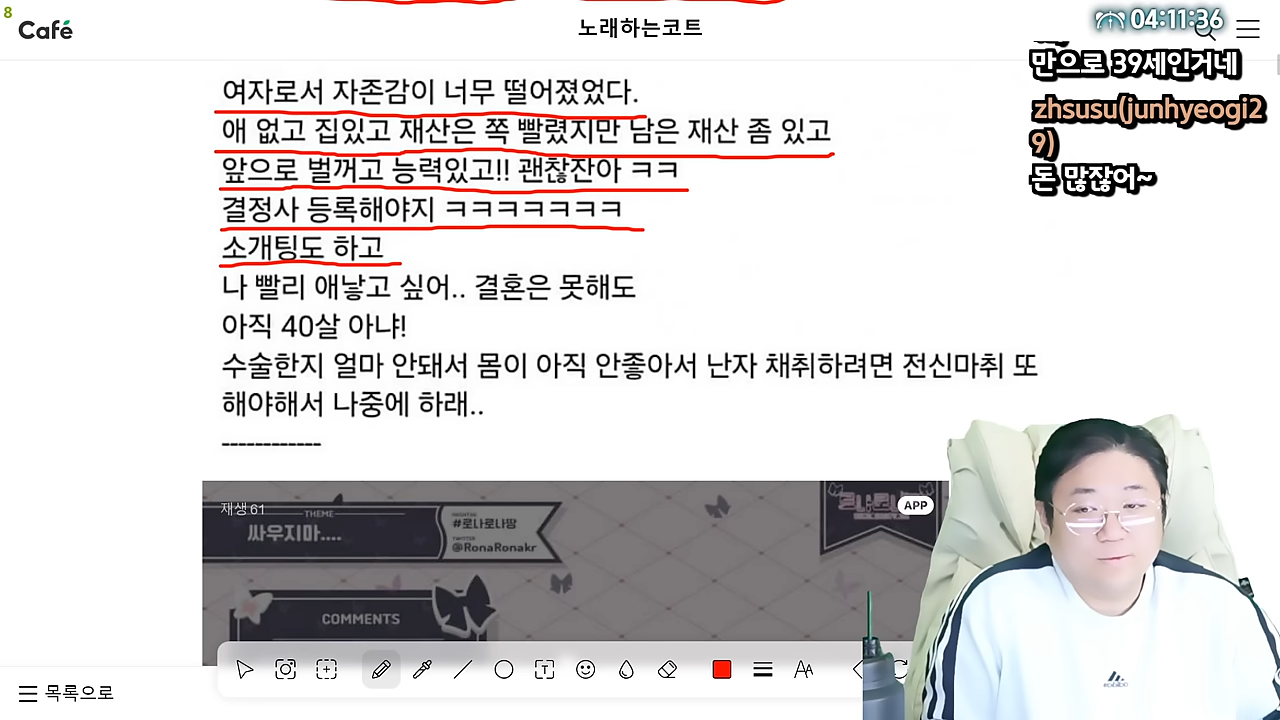 8
Café
노래하는코트
04:11:36
만으로 39세인거네
zhsusu(junhyeogi2
9)
돈 많잖어~
여자로서 자존감이 너무 떨어졌었다.
애 없고 집있고 재산은 쪽 빨렸지만 남은 재산 좀 있고
앞으로 벌꺼고 능력있고!! 괜찮잔아 ㅋㅋ
결정사 등록해야지 ㅋㅋㅋㅋㅋㅋㅋ
소개팅도 하고
나 빨리 애낳고 싶어.. 결혼은 못해도
아직 40살 아냐!
수술한지 얼마 안돼서 몸이 아직 안좋아서 난자 채취하려면 전신마취 또
해야해서 나중에 하래..
------------
재생 61
THEME
싸우지마....
#로나로나땅
TWITTER
@RonaRonakr
APP
COMMENTS
목록으로